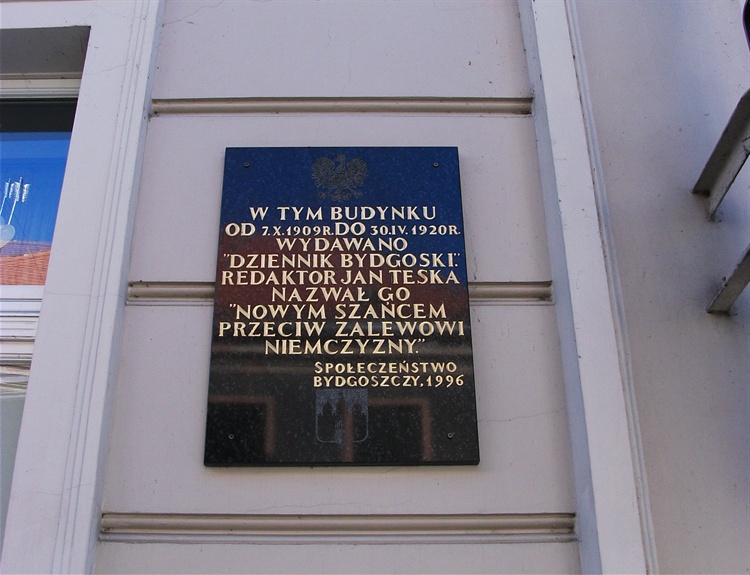 W TYM BUDYNKU
OD 7.X.1909R. DO 30.IV.1920R.
WYDAWANO
"DZIENNIK BYDGOSKI".
REDAKTOR JAN TESKA
NAZWAŁ GO
"NOWYM SZAŃCEM
PRZECIW ZALEWOWI
NIEMCZYZNY."
SPOŁECZEŃSTWO
BYDGOSZCZY, 1996